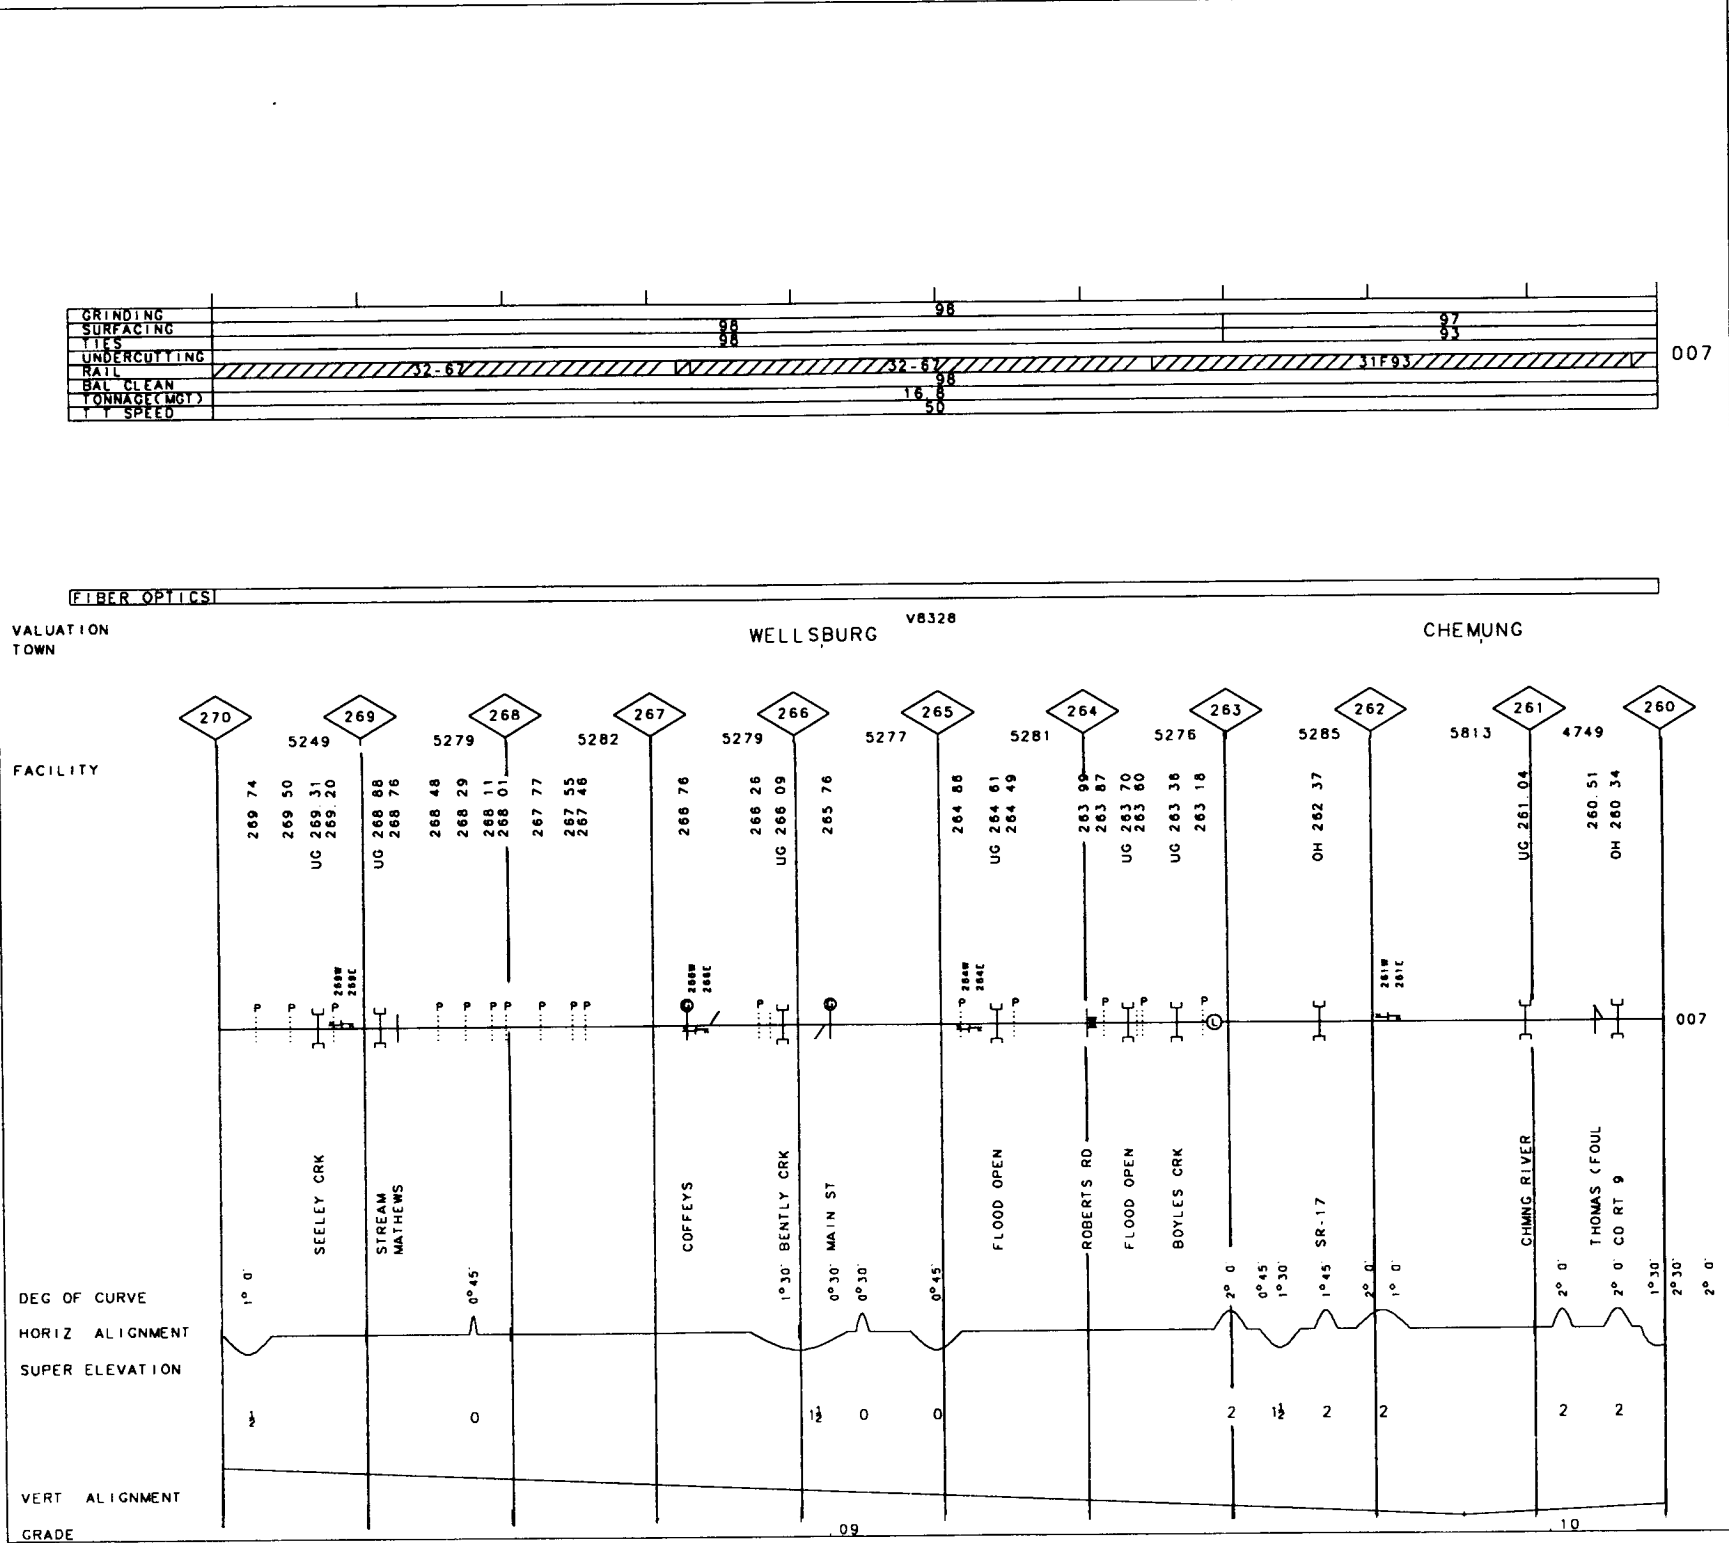 GRINDING 98
SURFACING 98 97
TIES 98 93
UNDERCUTTING
RAIL 32-67 32-67 31F93
BAL CLEAN 98
TONNAGE(MGT) 16.8
T T SPEED 50
007
FIBER OPTICS
VALUATION V8328
TOWN WELLSBURG CHEMUNG
270 269 268 267 266 265 264 263 262 261 260
5249 5279 5282 5279 5277 5281 5276 5285 5813 4749
FACILITY
269 74
269 50
UG 269.31
269.20
UG 268 88
268 76
268 48
268 29
268 11
268 01
267 77
267 55
267 46
266 76
266 26
UG 266 09
265 76
264 88
UG 264 61
264 49
263 99
263 87
UG 263 70
263 60
UG 263 38
263 18
OH 262 37
UG 261.04
260.51
OH 260 34
269W
269E
266W
266E
264W
264E
261W
261E
P P P P P P P P P P P P P P P P
G G L
007
SEELEY CRK
STREAM
MATHEWS
COFFEYS
BENTLY CRK
MAIN ST
FLOOD OPEN
ROBERTS RD
FLOOD OPEN
BOYLES CRK
SR-17
CHMNG RIVER
THOMAS (FOUL
CO RT 9
DEG OF CURVE 1° 0' 0°45' 1°30' 0°30' 0°30' 0°45' 2° 0' 0°45' 1°30' 1°45' 2° 0' 1° 0' 2° 0' 2° 0' 1°30' 2°30' 2° 0'
HORIZ ALIGNMENT
SUPER ELEVATION
½ 0 1½ 0 0 2 1½ 2 2 2 2
VERT ALIGNMENT
GRADE .09 .10